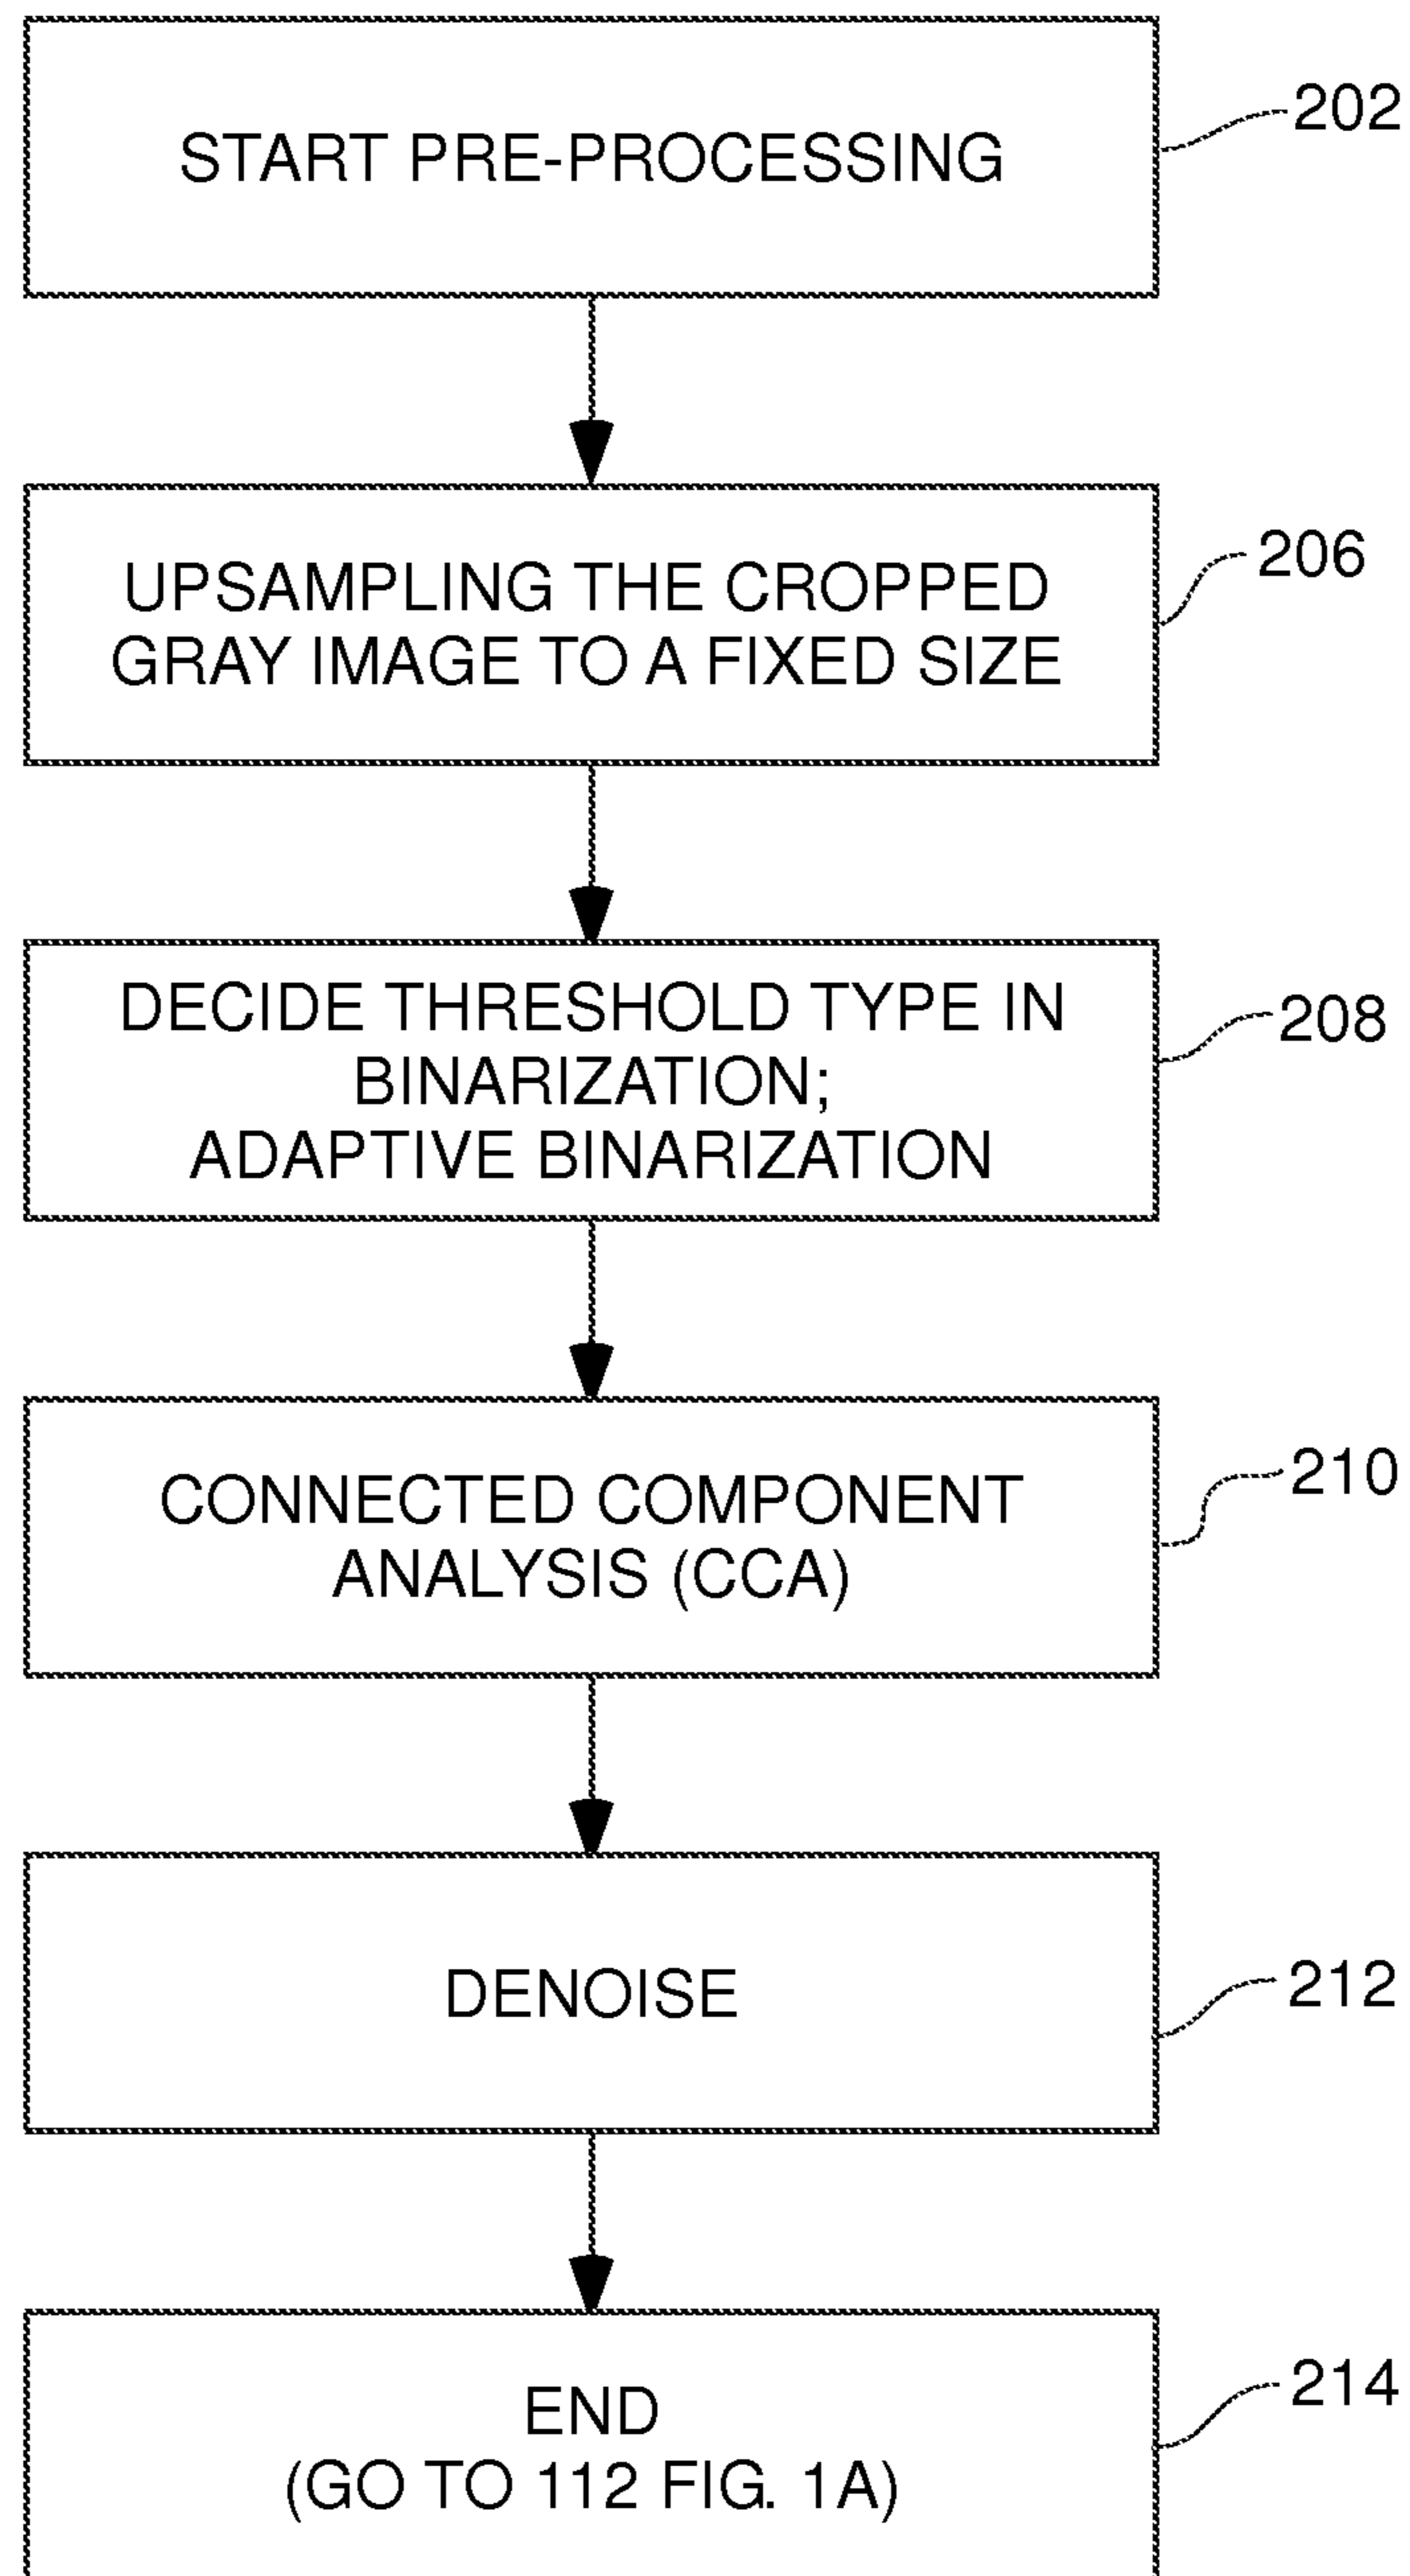 START PRE-PROCESSING
202
UPSAMPLING THE CROPPED
GRAY IMAGE TO A FIXED SIZE
206
DECIDE THRESHOLD TYPE IN
BINARIZATION;
ADAPTIVE BINARIZATION
208
CONNECTED COMPONENT
ANALYSIS (CCA)
210
DENOISE
212
END
(GO TO 112 FIG. 1A)
214